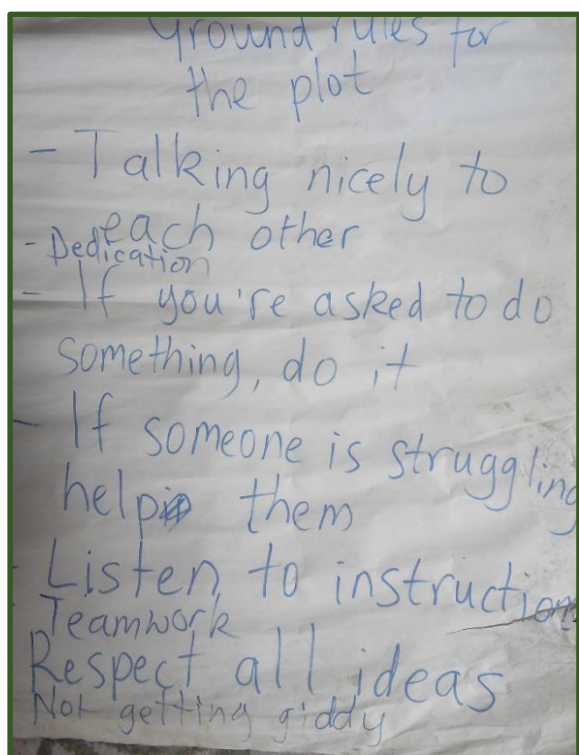 Ground rules for
the plot
- Talking nicely to
each other
- Dedication
- If you're asked to do
something, do it
- If someone is struggling
help them
- Listen to instruction
- Teamwork
Respect all ideas
- Not getting giddy